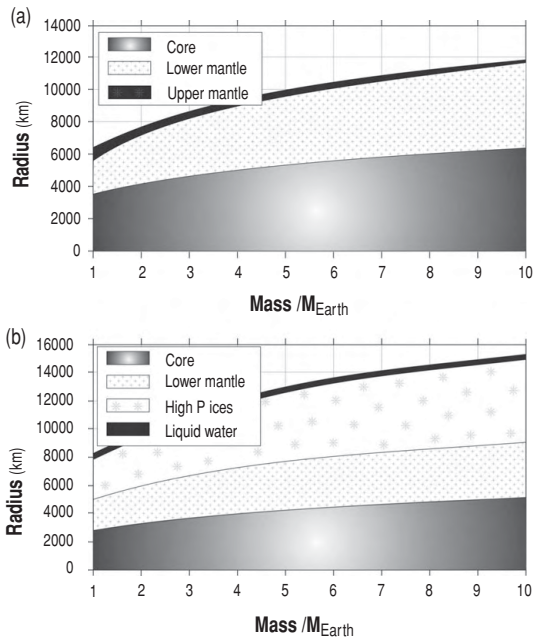 (a)
14000
12000
10000
8000
6000
4000
2000
0
Radius (km)
Core
Lower mantle
Upper mantle
1 2 3 4 5 6 7 8 9 10
Mass /M_Earth
(b)
16000
14000
12000
10000
8000
6000
4000
2000
0
Radius (km)
Core
Lower mantle
High P ices
Liquid water
1 2 3 4 5 6 7 8 9 10
Mass /M_Earth